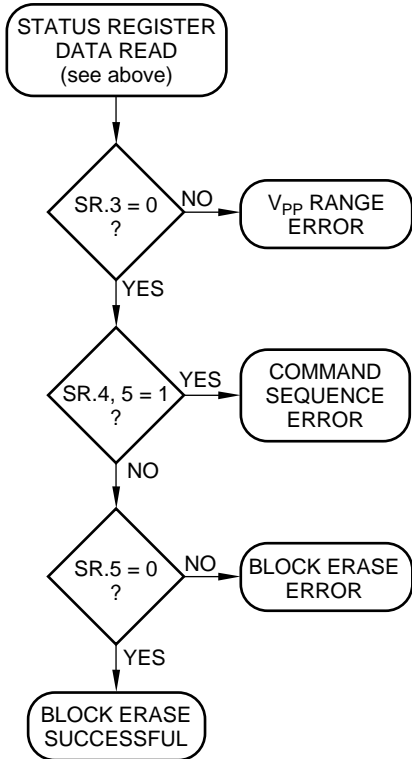 STATUS REGISTER
DATA READ
(see above)
SR.3 = 0
?
NO
VPP RANGE
ERROR
YES
SR.4, 5 = 1
?
YES
COMMAND
SEQUENCE
ERROR
NO
SR.5 = 0
?
NO
BLOCK ERASE
ERROR
YES
BLOCK ERASE
SUCCESSFUL